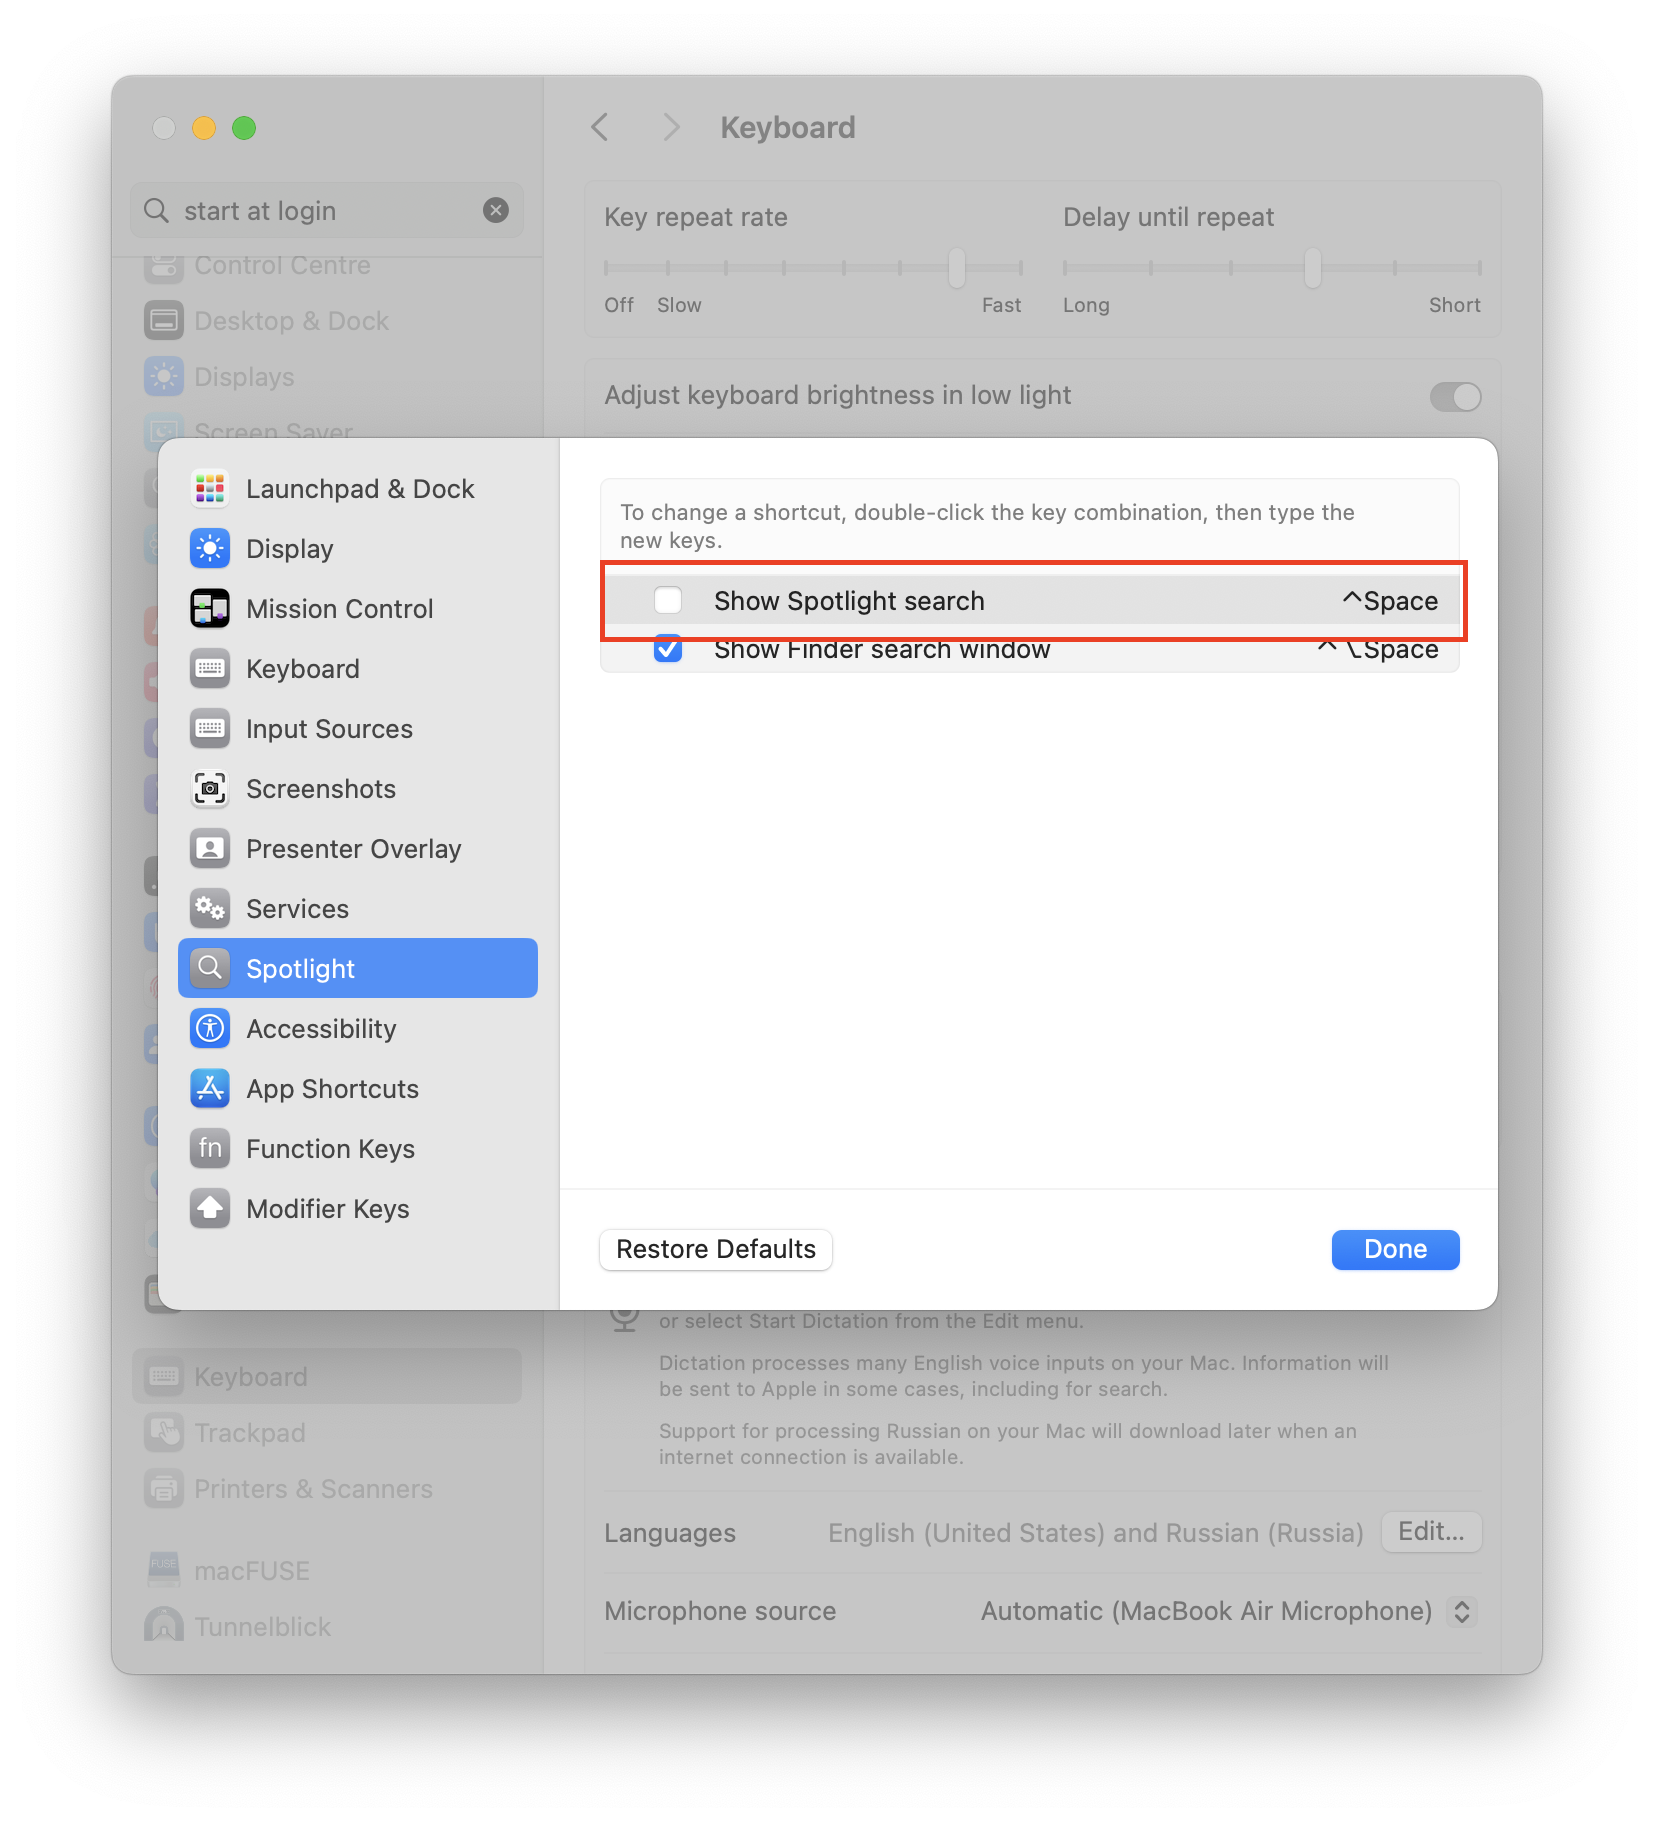 Keyboard
start at login
Control Centre
Desktop & Dock
Displays
Screen Saver
Key repeat rate
Delay until repeat
Off
Slow
Fast
Long
Short
Adjust keyboard brightness in low light
Launchpad & Dock
Display
Mission Control
Keyboard
Input Sources
Screenshots
Presenter Overlay
Services
Spotlight
Accessibility
App Shortcuts
fn
Function Keys
Modifier Keys
To change a shortcut, double-click the key combination, then type the
new keys.
Show Spotlight search ^Space
Show Finder search window ^⌥Space
Restore Defaults
Done
or select Start Dictation from the Edit menu.
Dictation processes many English voice inputs on your Mac. Information will
be sent to Apple in some cases, including for search.
Support for processing Russian on your Mac will download later when an
internet connection is available.
Keyboard
Trackpad
Printers & Scanners
FUSE
macFUSE
Tunnelblick
Languages English (United States) and Russian (Russia) Edit...
Microphone source Automatic (MacBook Air Microphone)